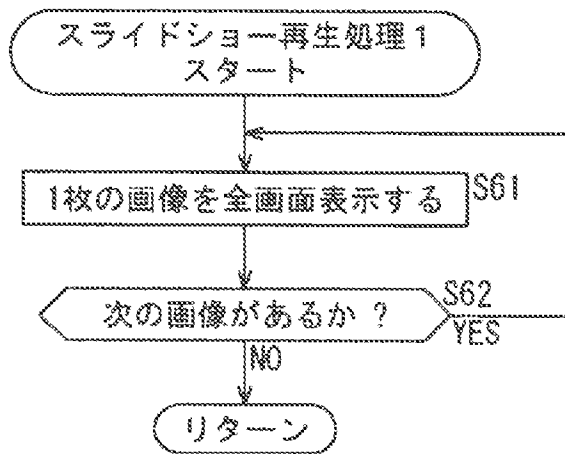 スライドショー再生処理1
スタート
1枚の画像を全画面表示する
S61
次の画像があるか ?
S62
YES
NO
リターン